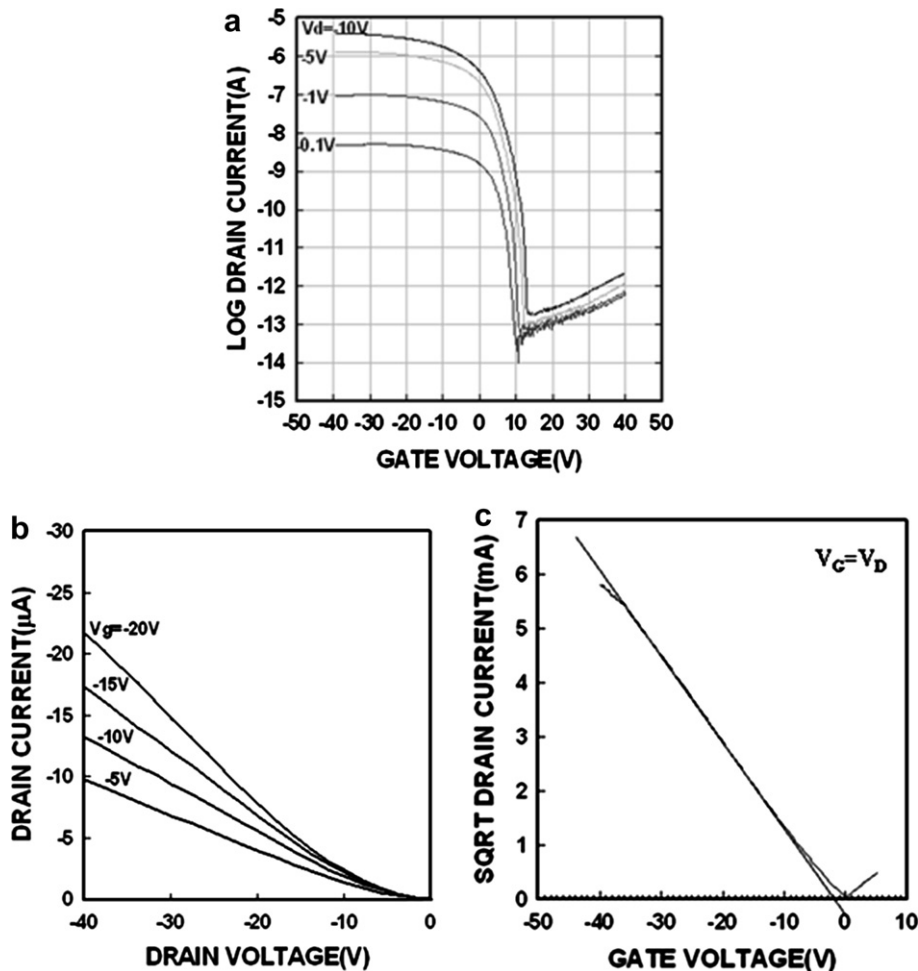 a
Vd=-10V
-5V
-1V
-0.1V
-5
-6
-7
-8
-9
-10
-11
-12
-13
-14
-15
LOG DRAIN CURRENT(A)
-50 -40 -30 -20 -10 0 10 20 30 40 50
GATE VOLTAGE(V)
b
-30
-25
-20
-15
-10
-5
0
DRAIN CURRENT(μA)
Vg=-20V
-15V
-10V
-5V
-40 -30 -20 -10 0
DRAIN VOLTAGE(V)
c
7
6
5
4
3
2
1
0
SQRT DRAIN CURRENT(mA)
VG=VD
-50 -40 -30 -20 -10 0 10
GATE VOLTAGE(V)